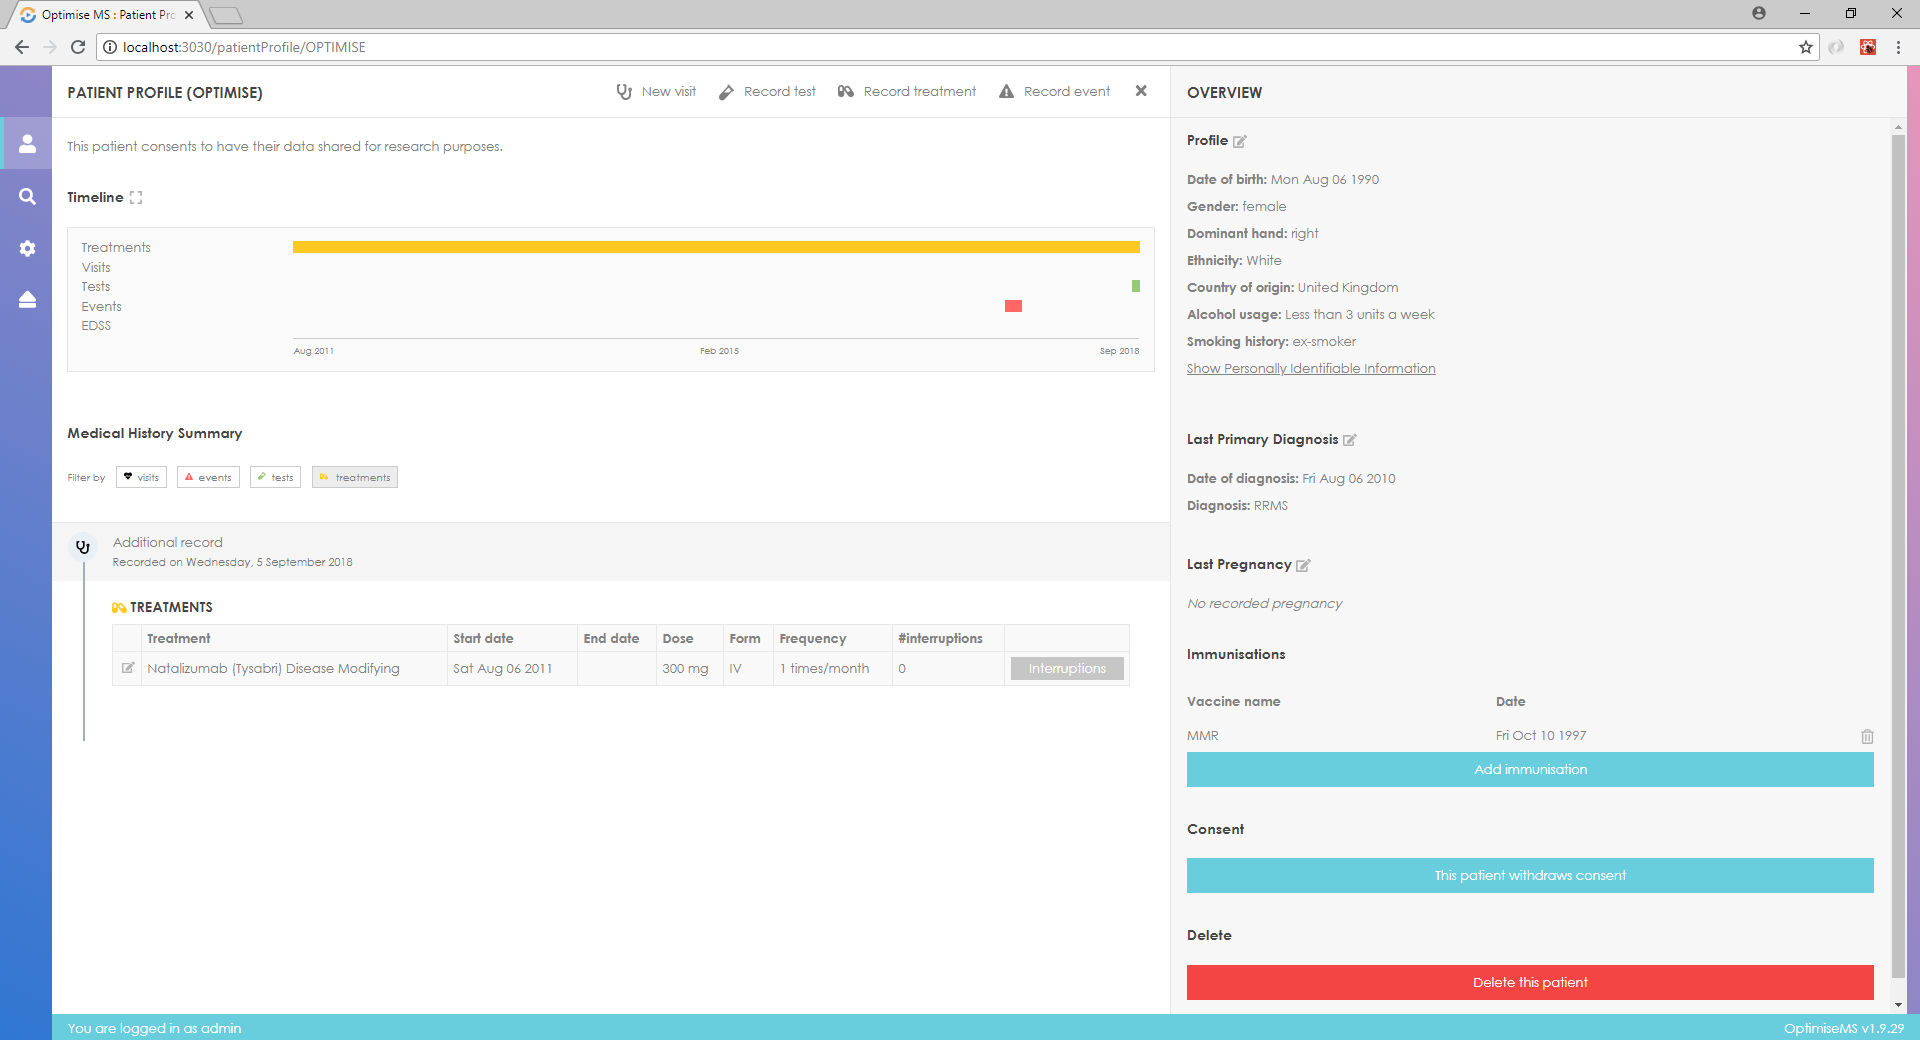 Optimise MS : Patient Pro
localhost:3030/patientProfile/OPTIMISE
PATIENT PROFILE (OPTIMISE)
New visit
Record test
Record treatment
Record event
This patient consents to have their data shared for research purposes.
Timeline
Treatments
Visits
Tests
Events
EDSS
Aug 2011
Feb 2015
Sep 2018
Medical History Summary
Filter by
visits
events
tests
treatments
Additional record
Recorded on Wednesday, 5 September 2018
TREATMENTS
Treatment Start date End date Dose Form Frequency #interruptions
Natalizumab (Tysabri) Disease Modifying Sat Aug 06 2011 300 mg IV 1 times/month 0 Interruptions
OVERVIEW
Profile
Date of birth: Mon Aug 06 1990
Gender: female
Dominant hand: right
Ethnicity: White
Country of origin: United Kingdom
Alcohol usage: Less than 3 units a week
Smoking history: ex-smoker
Show Personally Identifiable Information
Last Primary Diagnosis
Date of diagnosis: Fri Aug 06 2010
Diagnosis: RRMS
Last Pregnancy
No recorded pregnancy
Immunisations
Vaccine name Date
MMR Fri Oct 10 1997
Add immunisation
Consent
This patient withdraws consent
Delete
Delete this patient
You are logged in as admin
OptimiseMS v1.9.29